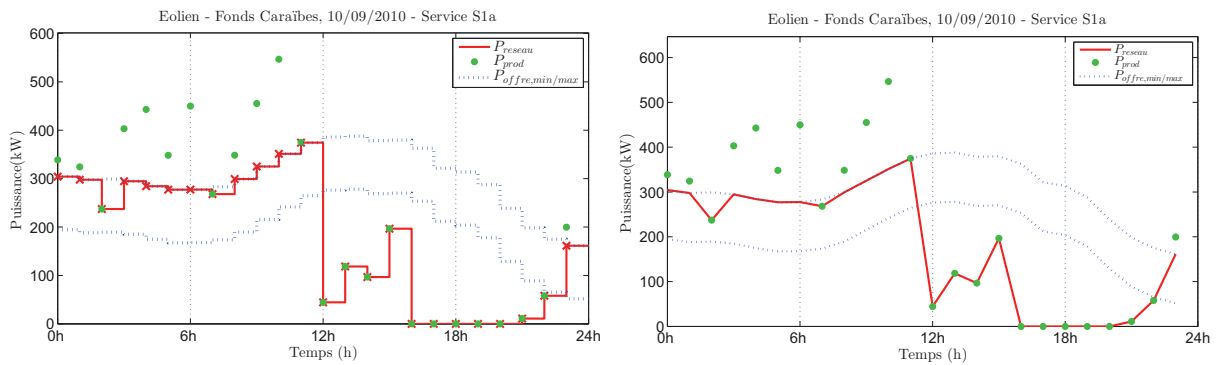 Eolien - Fonds Caraïbes, 10/09/2010 - Service S1a
600
500
400
300
200
100
0
Puissance(kW)
P_reseau
P_prod
P_offre,min/max
0h
6h
12h
18h
24h
Temps (h)
Eolien - Fonds Caraïbes, 10/09/2010 - Service S1a
600
500
400
300
200
100
0
Puissance(kW)
P_reseau
P_prod
P_offre,min/max
0h
6h
12h
18h
24h
Temps (h)